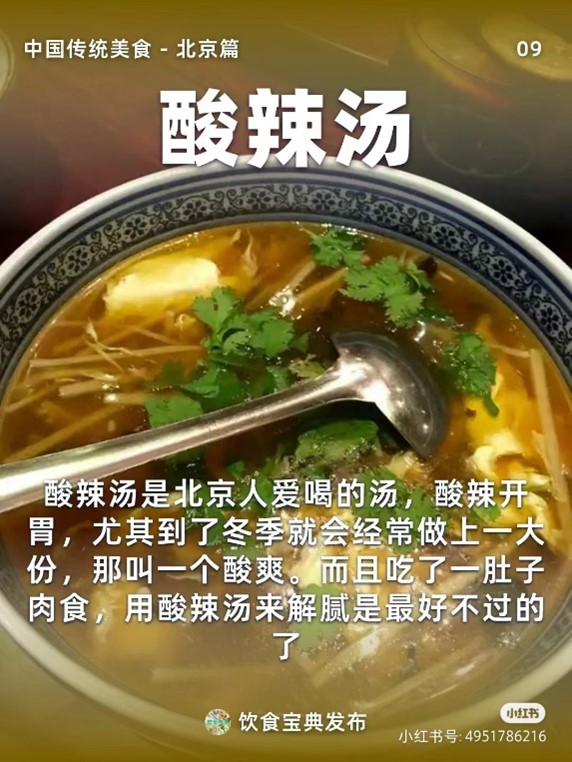 中国传统美食 - 北京篇
09
酸辣汤
酸辣汤是北京人爱喝的汤，酸辣开
胃，尤其到了冬季就会经常做上一大
份，那叫一个酸爽。而且吃了一肚子
肉食，用酸辣汤来解腻是最好不过的
了
饮食宝典发布
小红书
小红书号: 4951786216